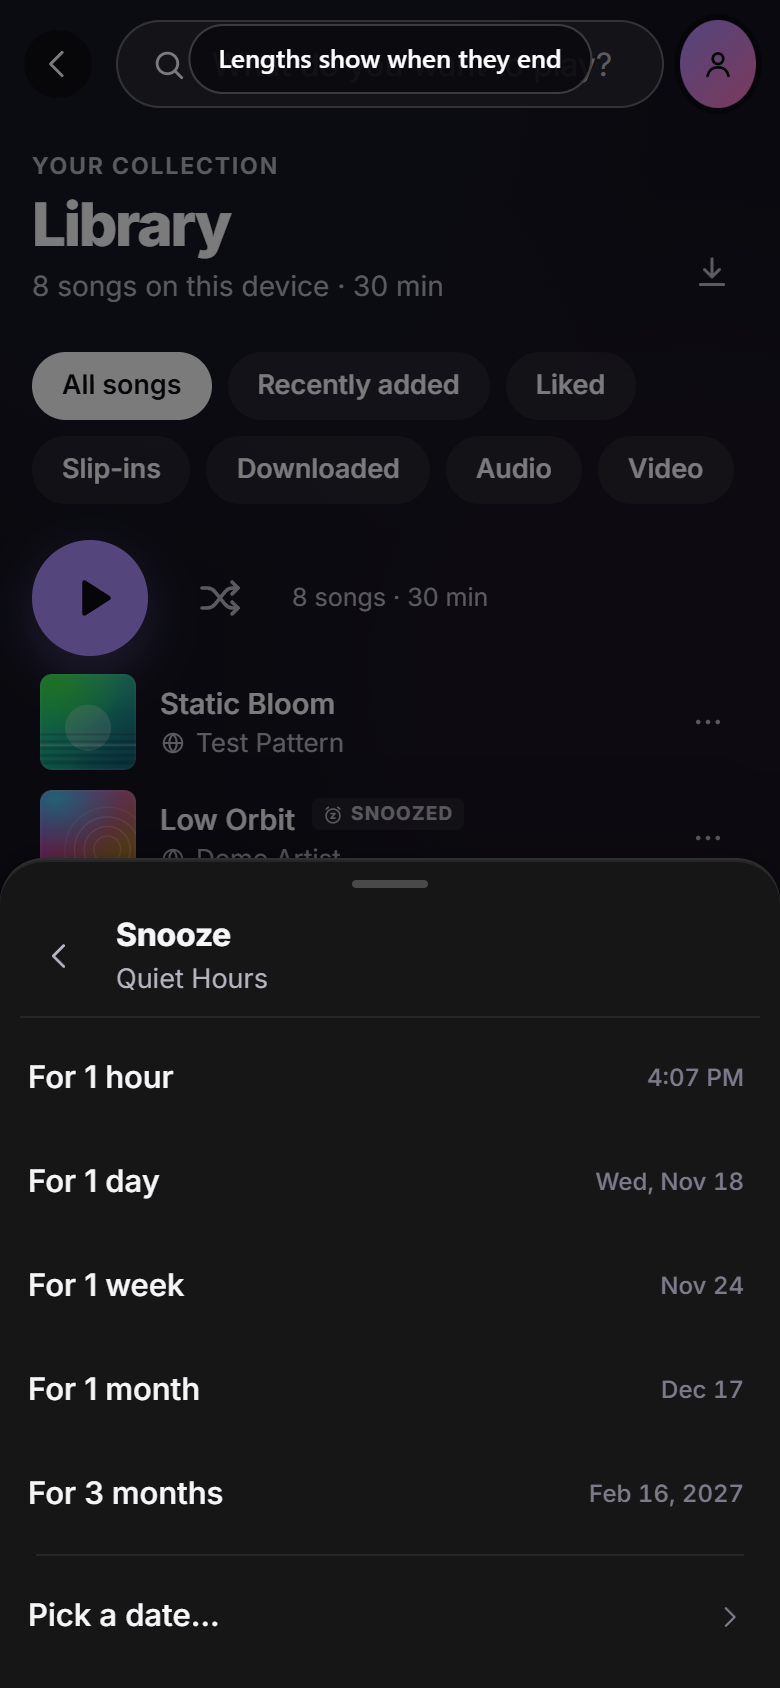 Lengths show when they end
YOUR COLLECTION
Library
8 songs on this device · 30 min
All songs
Recently added
Liked
Slip-ins
Downloaded
Audio
Video
8 songs · 30 min
Static Bloom
Test Pattern
Low Orbit
SNOOZED
Demo Artist
Snooze
Quiet Hours
For 1 hour
4:07 PM
For 1 day
Wed, Nov 18
For 1 week
Nov 24
For 1 month
Dec 17
For 3 months
Feb 16, 2027
Pick a date...